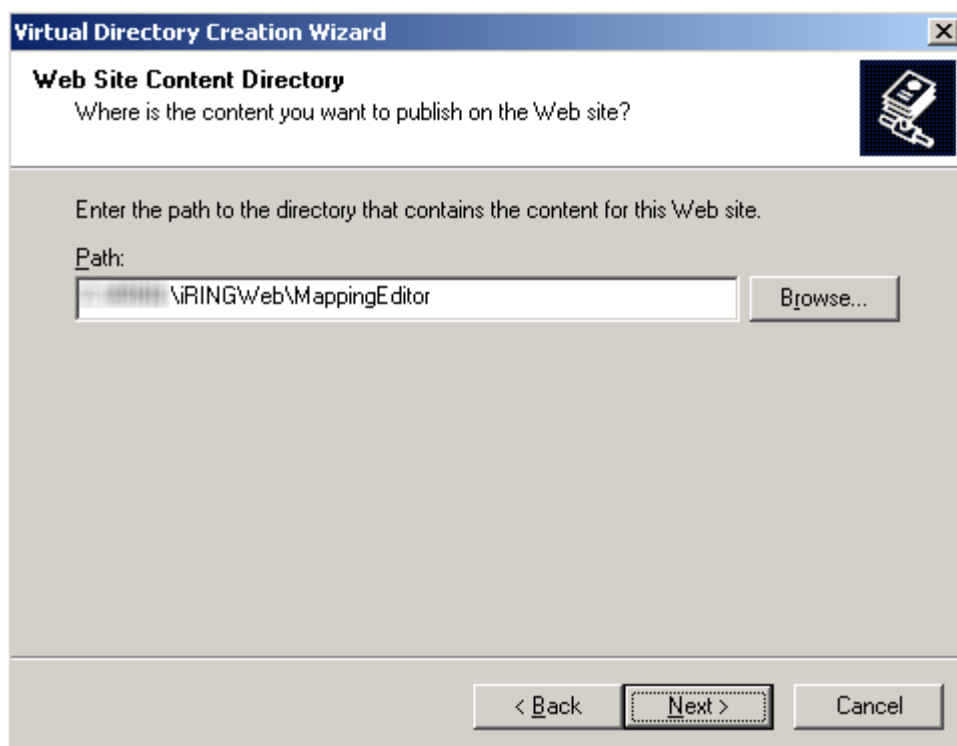 Virtual Directory Creation Wizard
Web Site Content Directory
Where is the content you want to publish on the Web site?
Enter the path to the directory that contains the content for this Web site.
Path:
\iRINGWeb\MappingEditor
Browse...
< Back
Next >
Cancel